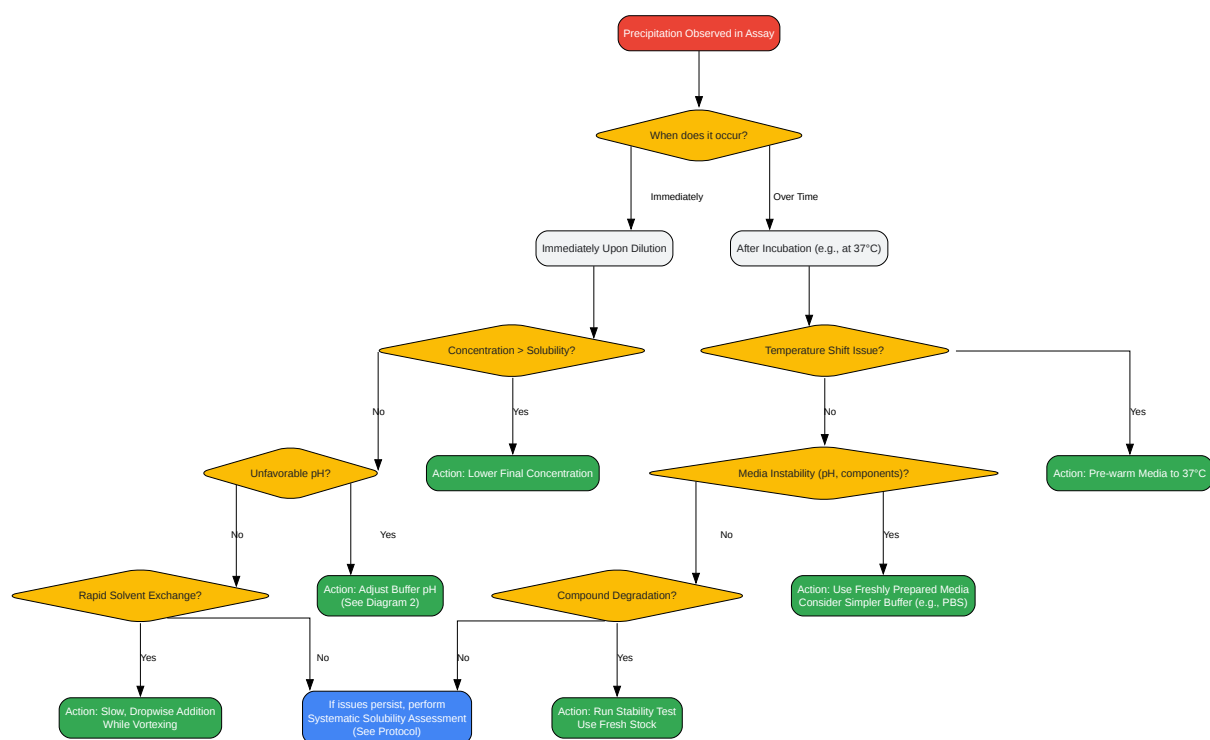 Precipitation Observed in Assay
When does it occur?
Immediately
Over Time
Immediately Upon Dilution
After Incubation (e.g., at 37°C)
Concentration > Solubility?
Temperature Shift Issue?
No
Yes
No
Yes
Unfavorable pH?
Action: Lower Final Concentration
Media Instability (pH, components)?
Action: Pre-warm Media to 37°C
No
Yes
No
Yes
Rapid Solvent Exchange?
Action: Adjust Buffer pH
(See Diagram 2)
Compound Degradation?
Action: Use Freshly Prepared Media
Consider Simpler Buffer (e.g., PBS)
Yes
No
No
Yes
Action: Slow, Dropwise Addition
While Vortexing
If issues persist, perform
Systematic Solubility Assessment
(See Protocol)
Action: Run Stability Test
Use Fresh Stock